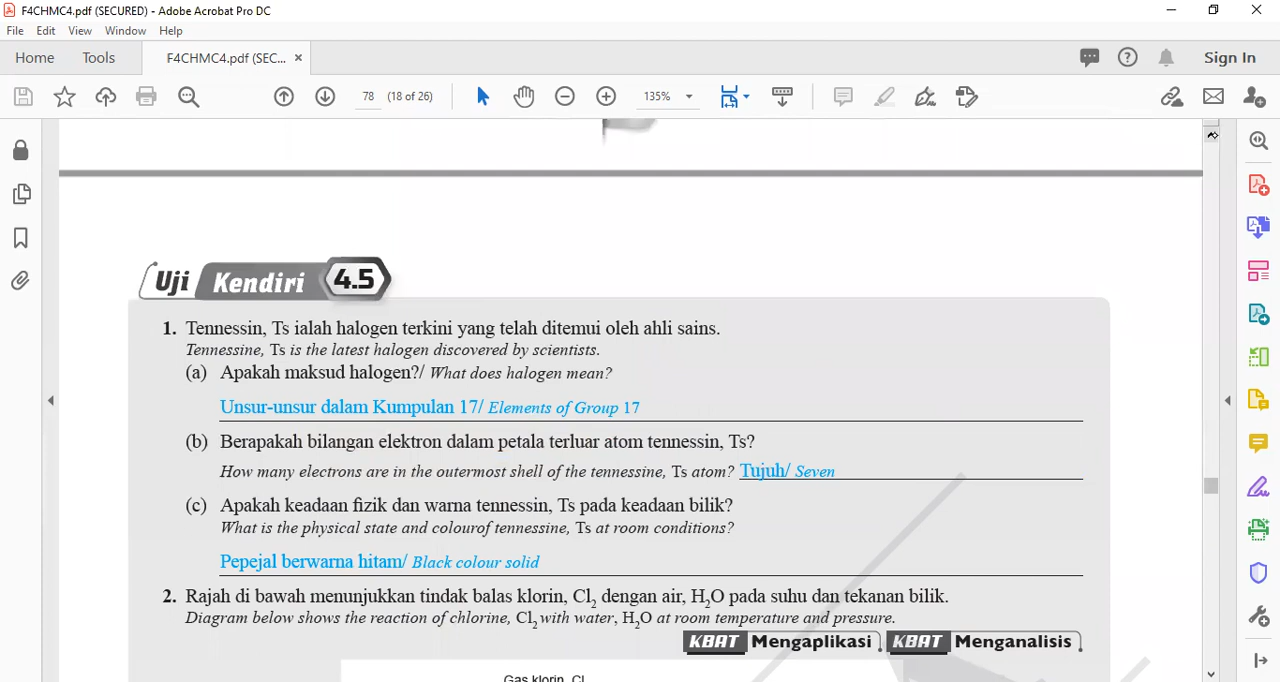 F4CHMC4.pdf (SECURED) - Adobe Acrobat Pro DC
File Edit View Window Help
Home Tools F4CHMC4.pdf (SEC... × Sign In
78 (18 of 26) 135%
Uji Kendiri 4.5
1. Tennessin, Ts ialah halogen terkini yang telah ditemui oleh ahli sains.
Tennessine, Ts is the latest halogen discovered by scientists.
(a) Apakah maksud halogen?/ What does halogen mean?
Unsur-unsur dalam Kumpulan 17/ Elements of Group 17
(b) Berapakah bilangan elektron dalam petala terluar atom tennessin, Ts?
How many electrons are in the outermost shell of the tennessine, Ts atom? Tujuh/ Seven
(c) Apakah keadaan fizik dan warna tennessin, Ts pada keadaan bilik?
What is the physical state and colourof tennessine, Ts at room conditions?
Pepejal berwarna hitam/ Black colour solid
2. Rajah di bawah menunjukkan tindak balas klorin, Cl₂ dengan air, H₂O pada suhu dan tekanan bilik.
Diagram below shows the reaction of chlorine, Cl₂ with water, H₂O at room temperature and pressure.
KBAT Mengaplikasi KBAT Menganalisis
Gas klorin, Cl